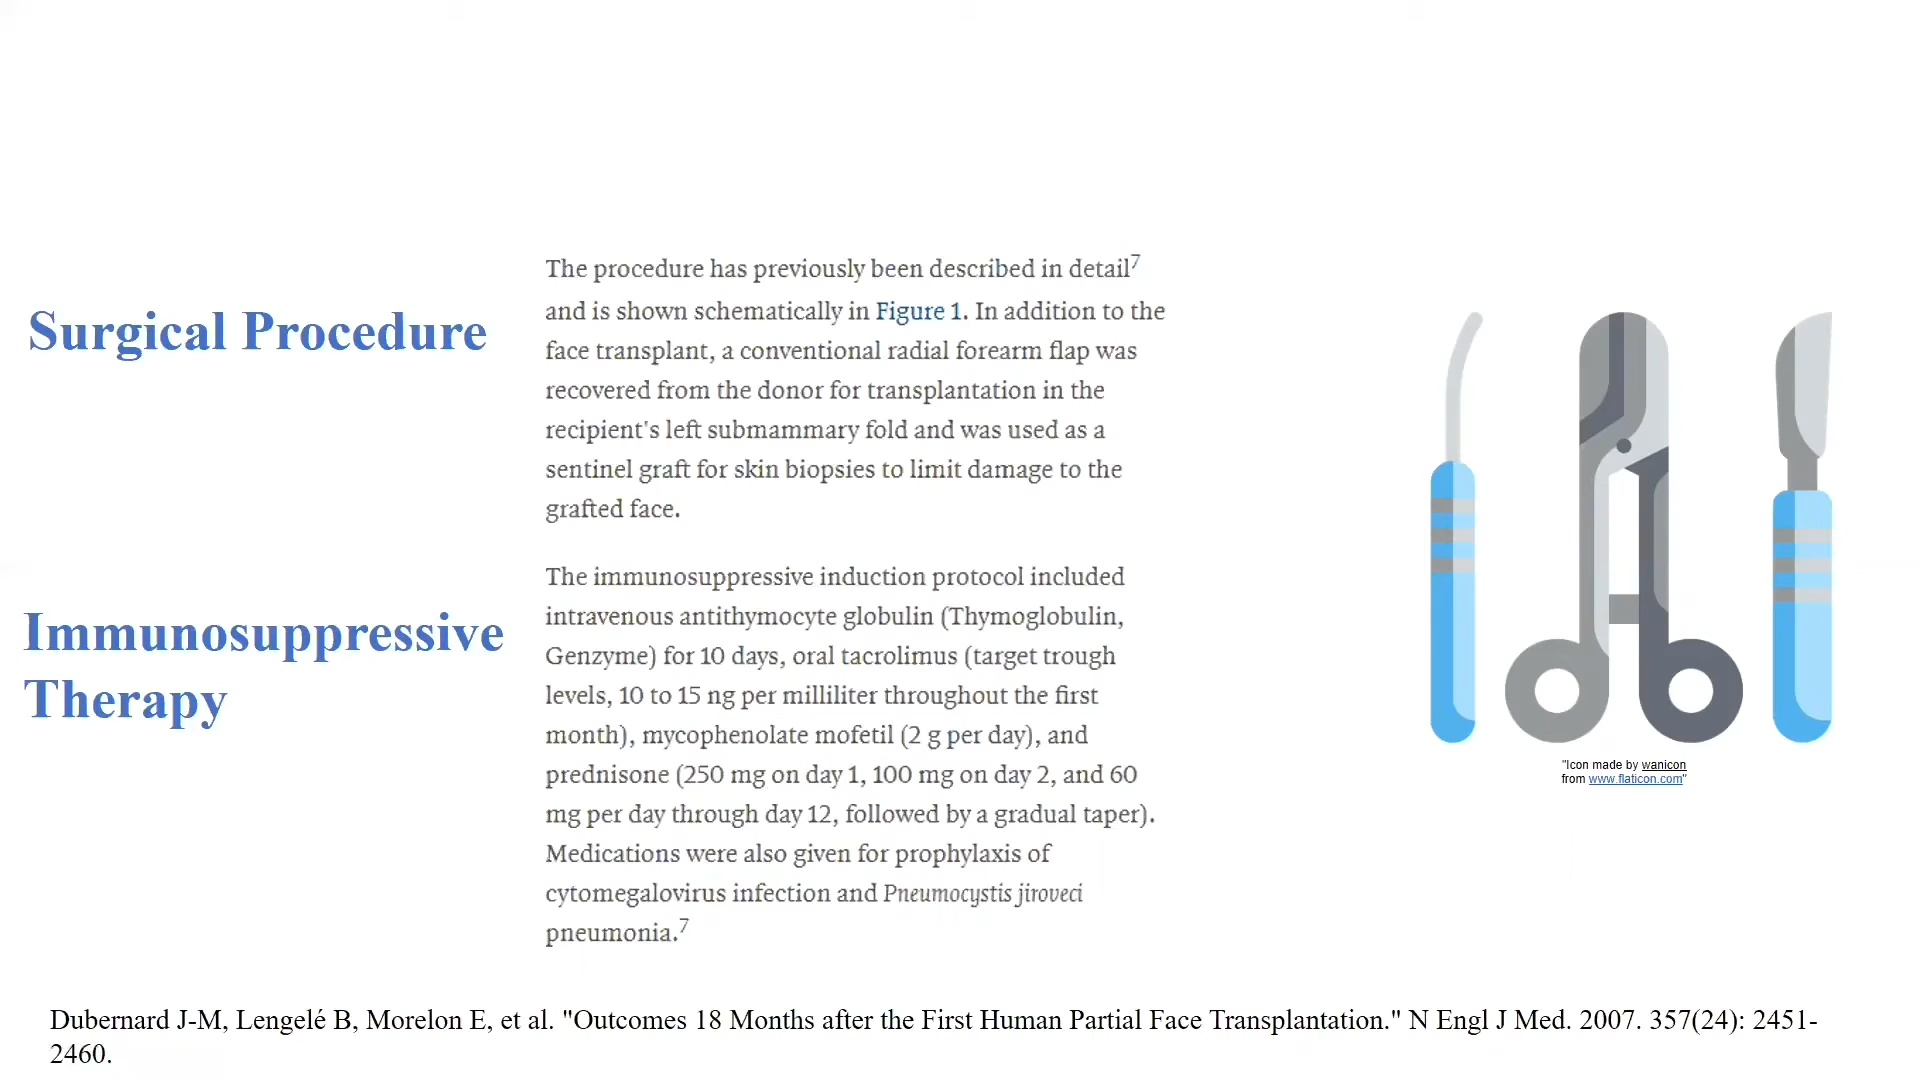 Surgical Procedure
The procedure has previously been described in detail7
and is shown schematically in Figure 1. In addition to the
face transplant, a conventional radial forearm flap was
recovered from the donor for transplantation in the
recipient's left submammary fold and was used as a
sentinel graft for skin biopsies to limit damage to the
grafted face.
Immunosuppressive
Therapy
The immunosuppressive induction protocol included
intravenous antithymocyte globulin (Thymoglobulin,
Genzyme) for 10 days, oral tacrolimus (target trough
levels, 10 to 15 ng per milliliter throughout the first
month), mycophenolate mofetil (2 g per day), and
prednisone (250 mg on day 1, 100 mg on day 2, and 60
mg per day through day 12, followed by a gradual taper).
Medications were also given for prophylaxis of
cytomegalovirus infection and Pneumocystis jiroveci
pneumonia.7
"Icon made by wanicon
from www.flaticon.com"
Dubernard J-M, Lengelé B, Morelon E, et al. "Outcomes 18 Months after the First Human Partial Face Transplantation." N Engl J Med. 2007. 357(24): 2451-
2460.